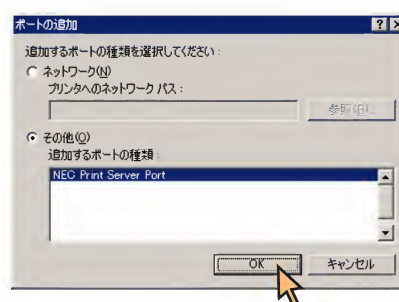 ポートの追加
追加するポートの種類を選択してください:
ネットワーク(N)
プリンタへのネットワーク パス:
参照(B)...
その他(O)
追加するポートの種類:
NEC Print Server Port
OK
キャンセル